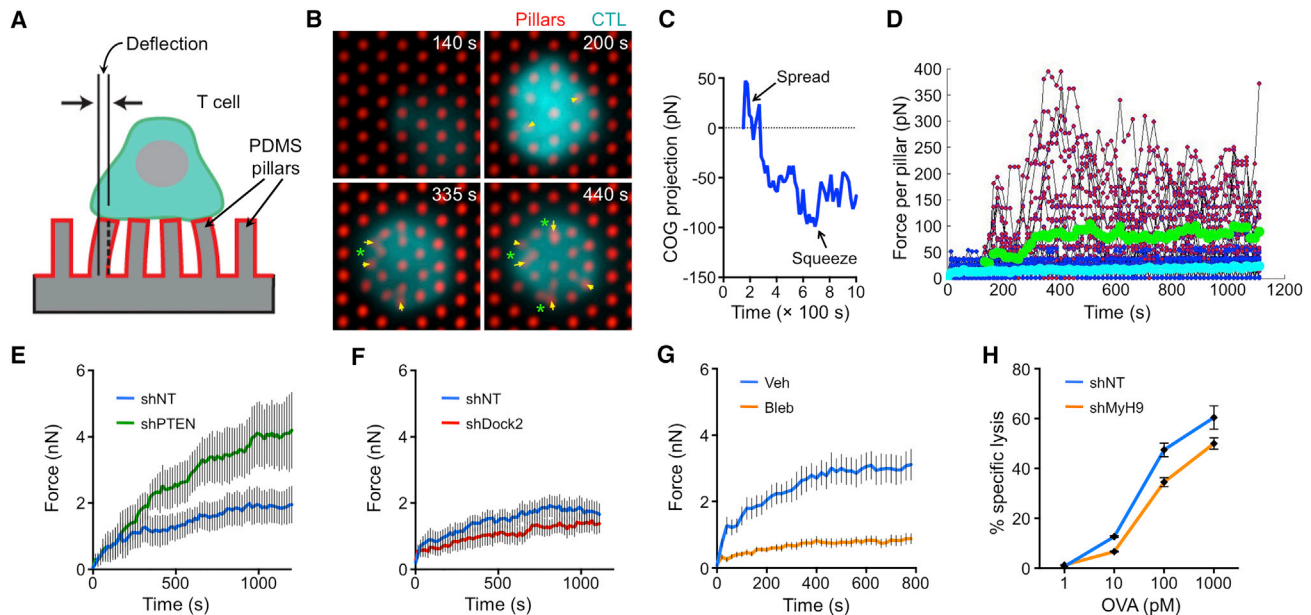 A
Deflection
T cell
PDMS
pillars
B
Pillars CTL
140 s
200 s
335 s
440 s
*
*
*
*
C
COG projection (pN)
50
0
-50
-100
-150
Spread
Squeeze
0 2 4 6 8 10
Time (× 100 s)
D
Force per pillar (pN)
400
350
300
250
200
150
100
50
0
0 200 400 600 800 1000 1200
Time (s)
E
Force (nN)
6
4
2
0
shNT
shPTEN
0 500 1000
Time (s)
F
Force (nN)
6
4
2
0
shNT
shDock2
0 500 1000
Time (s)
G
Force (nN)
6
4
2
0
Veh
Bleb
0 200 400 600 800
Time (s)
H
% specific lysis
80
60
40
20
0
shNT
shMyH9
1 10 100 1000
OVA (pM)